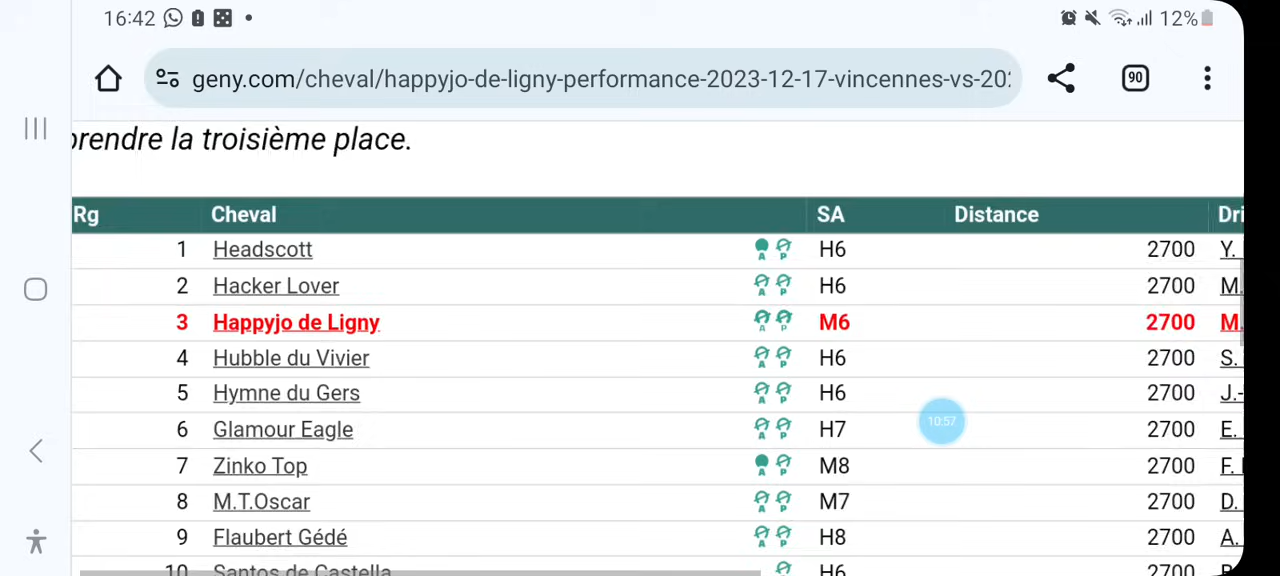 16:42 12%
geny.com/cheval/happyjo-de-ligny-performance-2023-12-17-vincennes-vs-20
90
prendre la troisième place.
Rg Cheval SA Distance Dri
1 Headscott A P H6 2700 Y.
2 Hacker Lover A P H6 2700 M.
3 Happyjo de Ligny A P M6 2700 M.
4 Hubble du Vivier A P H6 2700 S.
5 Hymne du Gers A P H6 2700 J.-
6 Glamour Eagle A P H7 2700 E.
10:57
7 Zinko Top A P M8 2700 F.
8 M.T.Oscar A P M7 2700 D.
9 Flaubert Gédé A P H8 2700 A.
10 Santos de Castella H6 2700